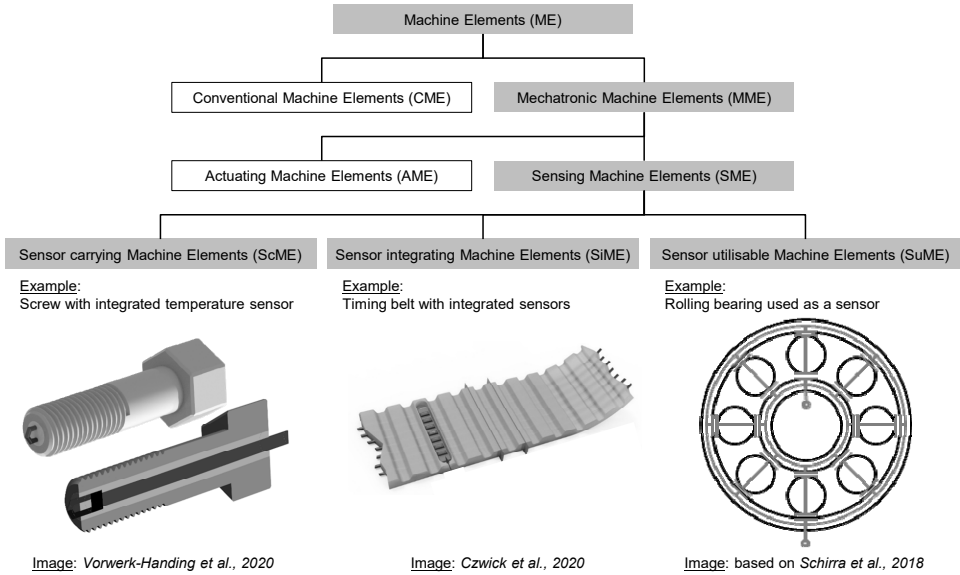 Machine Elements (ME)
Conventional Machine Elements (CME)
Mechatronic Machine Elements (MME)
Actuating Machine Elements (AME)
Sensing Machine Elements (SME)
Sensor carrying Machine Elements (ScME)
Sensor integrating Machine Elements (SiME)
Sensor utilisable Machine Elements (SuME)
Example:
Screw with integrated temperature sensor
Example:
Timing belt with integrated sensors
Example:
Rolling bearing used as a sensor
Image: Vorwerk-Handing et al., 2020
Image: Czwick et al., 2020
Image: based on Schirra et al., 2018